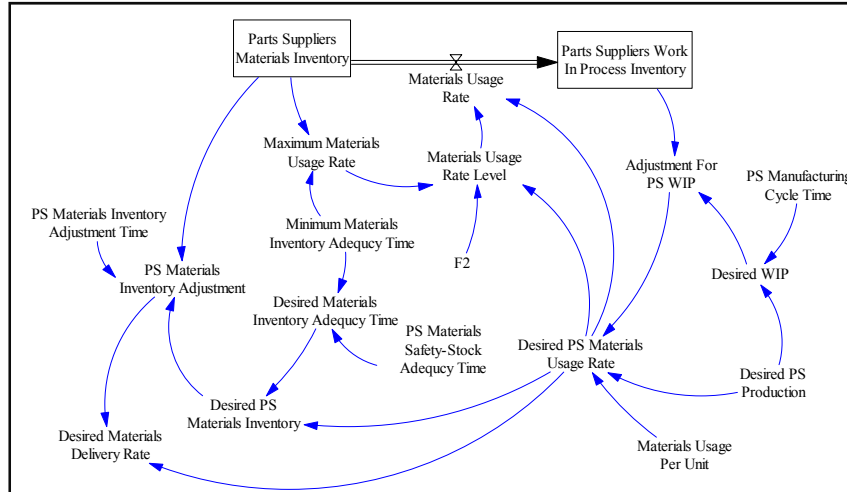 Parts Suppliers
Materials Inventory
Parts Suppliers Work
In Process Inventory
Materials Usage
Rate
Maximum Materials
Usage Rate
Materials Usage
Rate Level
Adjustment For
PS WIP
PS Manufacturing
Cycle Time
PS Materials Inventory
Adjustment Time
Minimum Materials
Inventory Adequcy Time
F2
PS Materials
Inventory Adjustment
Desired WIP
Desired Materials
Inventory Adequcy Time
PS Materials
Safety-Stock
Adequcy Time
Desired PS Materials
Usage Rate
Desired PS
Production
Desired PS
Materials Inventory
Desired Materials
Delivery Rate
Materials Usage
Per Unit